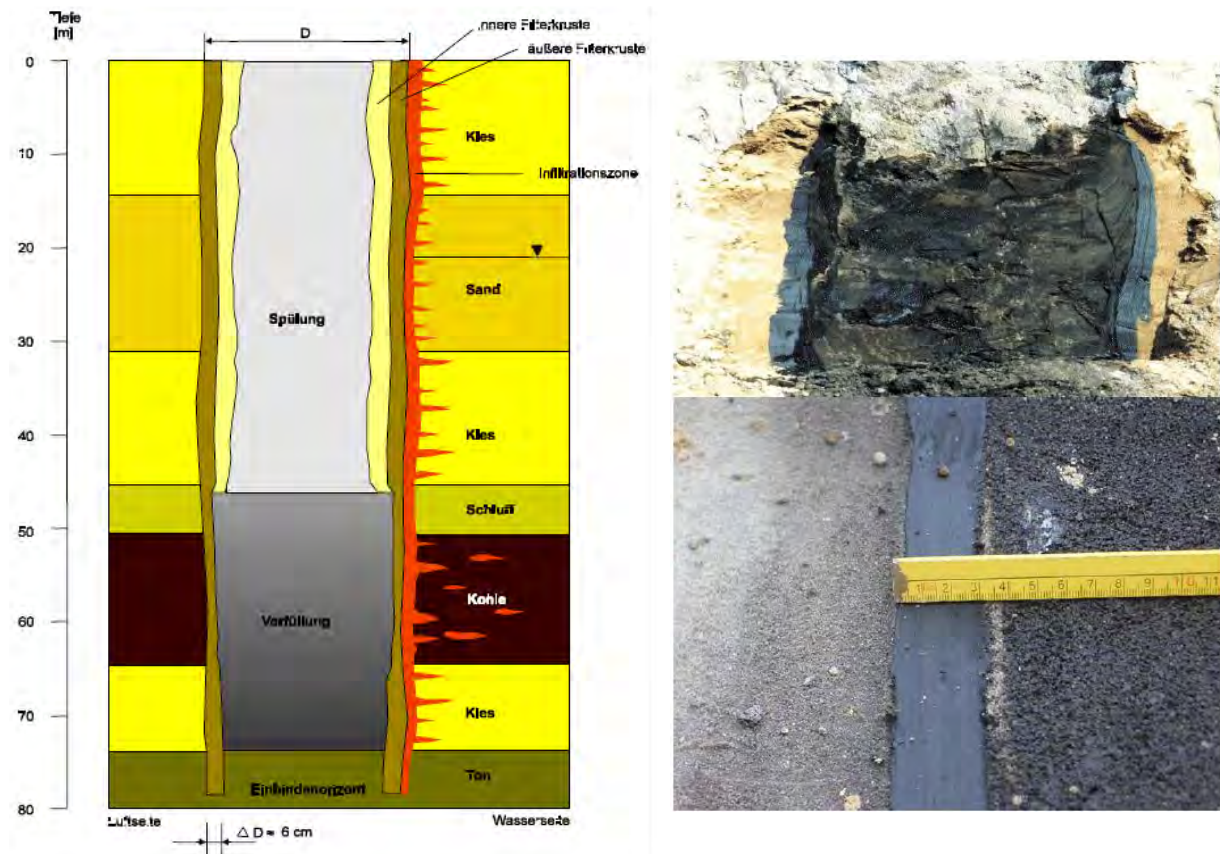 Tiefe
[m]
D
innere Filterkruste
äußere Filterkruste
0
10
20
30
40
50
60
70
80
Kies
Infiltrationszone
Sand
Spülung
Kies
Schluff
Kohle
Verfüllung
Kies
Ton
Einbindehorizont
Luftseite
Wasserseite
△ D = 6 cm
1 2 3 4 5 6 7 8 9 10 11